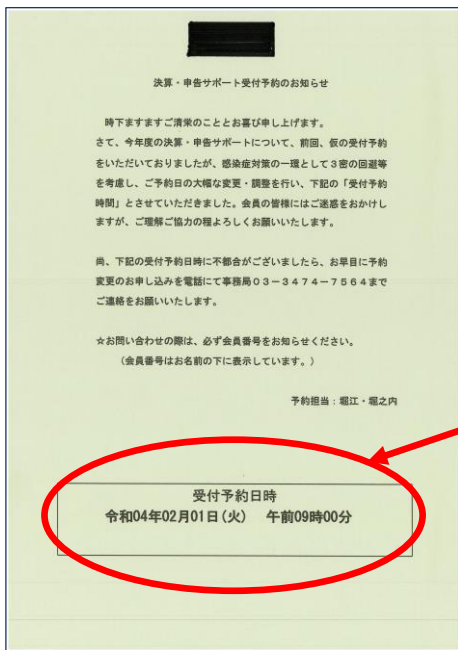 決算・申告サポート受付予約のお知らせ
時下ますますご清栄のこととお喜び申し上げます。
さて、今年度の決算・申告サポートについて、前回、仮の受付予約
をいただいておりましたが、感染症対策の一環として３密の回避等
を考慮し、ご予約日の大幅な変更・調整を行い、下記の「受付予約
時間」とさせていただきました。会員の皆様にはご迷惑をおかけし
ますが、ご理解ご協力の程よろしくお願いいたします。
尚、下記の受付予約日時に不都合がございましたら、お早目に予約
変更のお申し込みを電話にて事務局０３－３４７４－７５６４まで
ご連絡をお願いいたします。
☆お問い合わせの際は、必ず会員番号をお知らせください。
（会員番号はお名前の下に表示しています。）
予約担当：堀江・堀之内
受付予約日時
令和04年02月01日(火)　午前09時00分